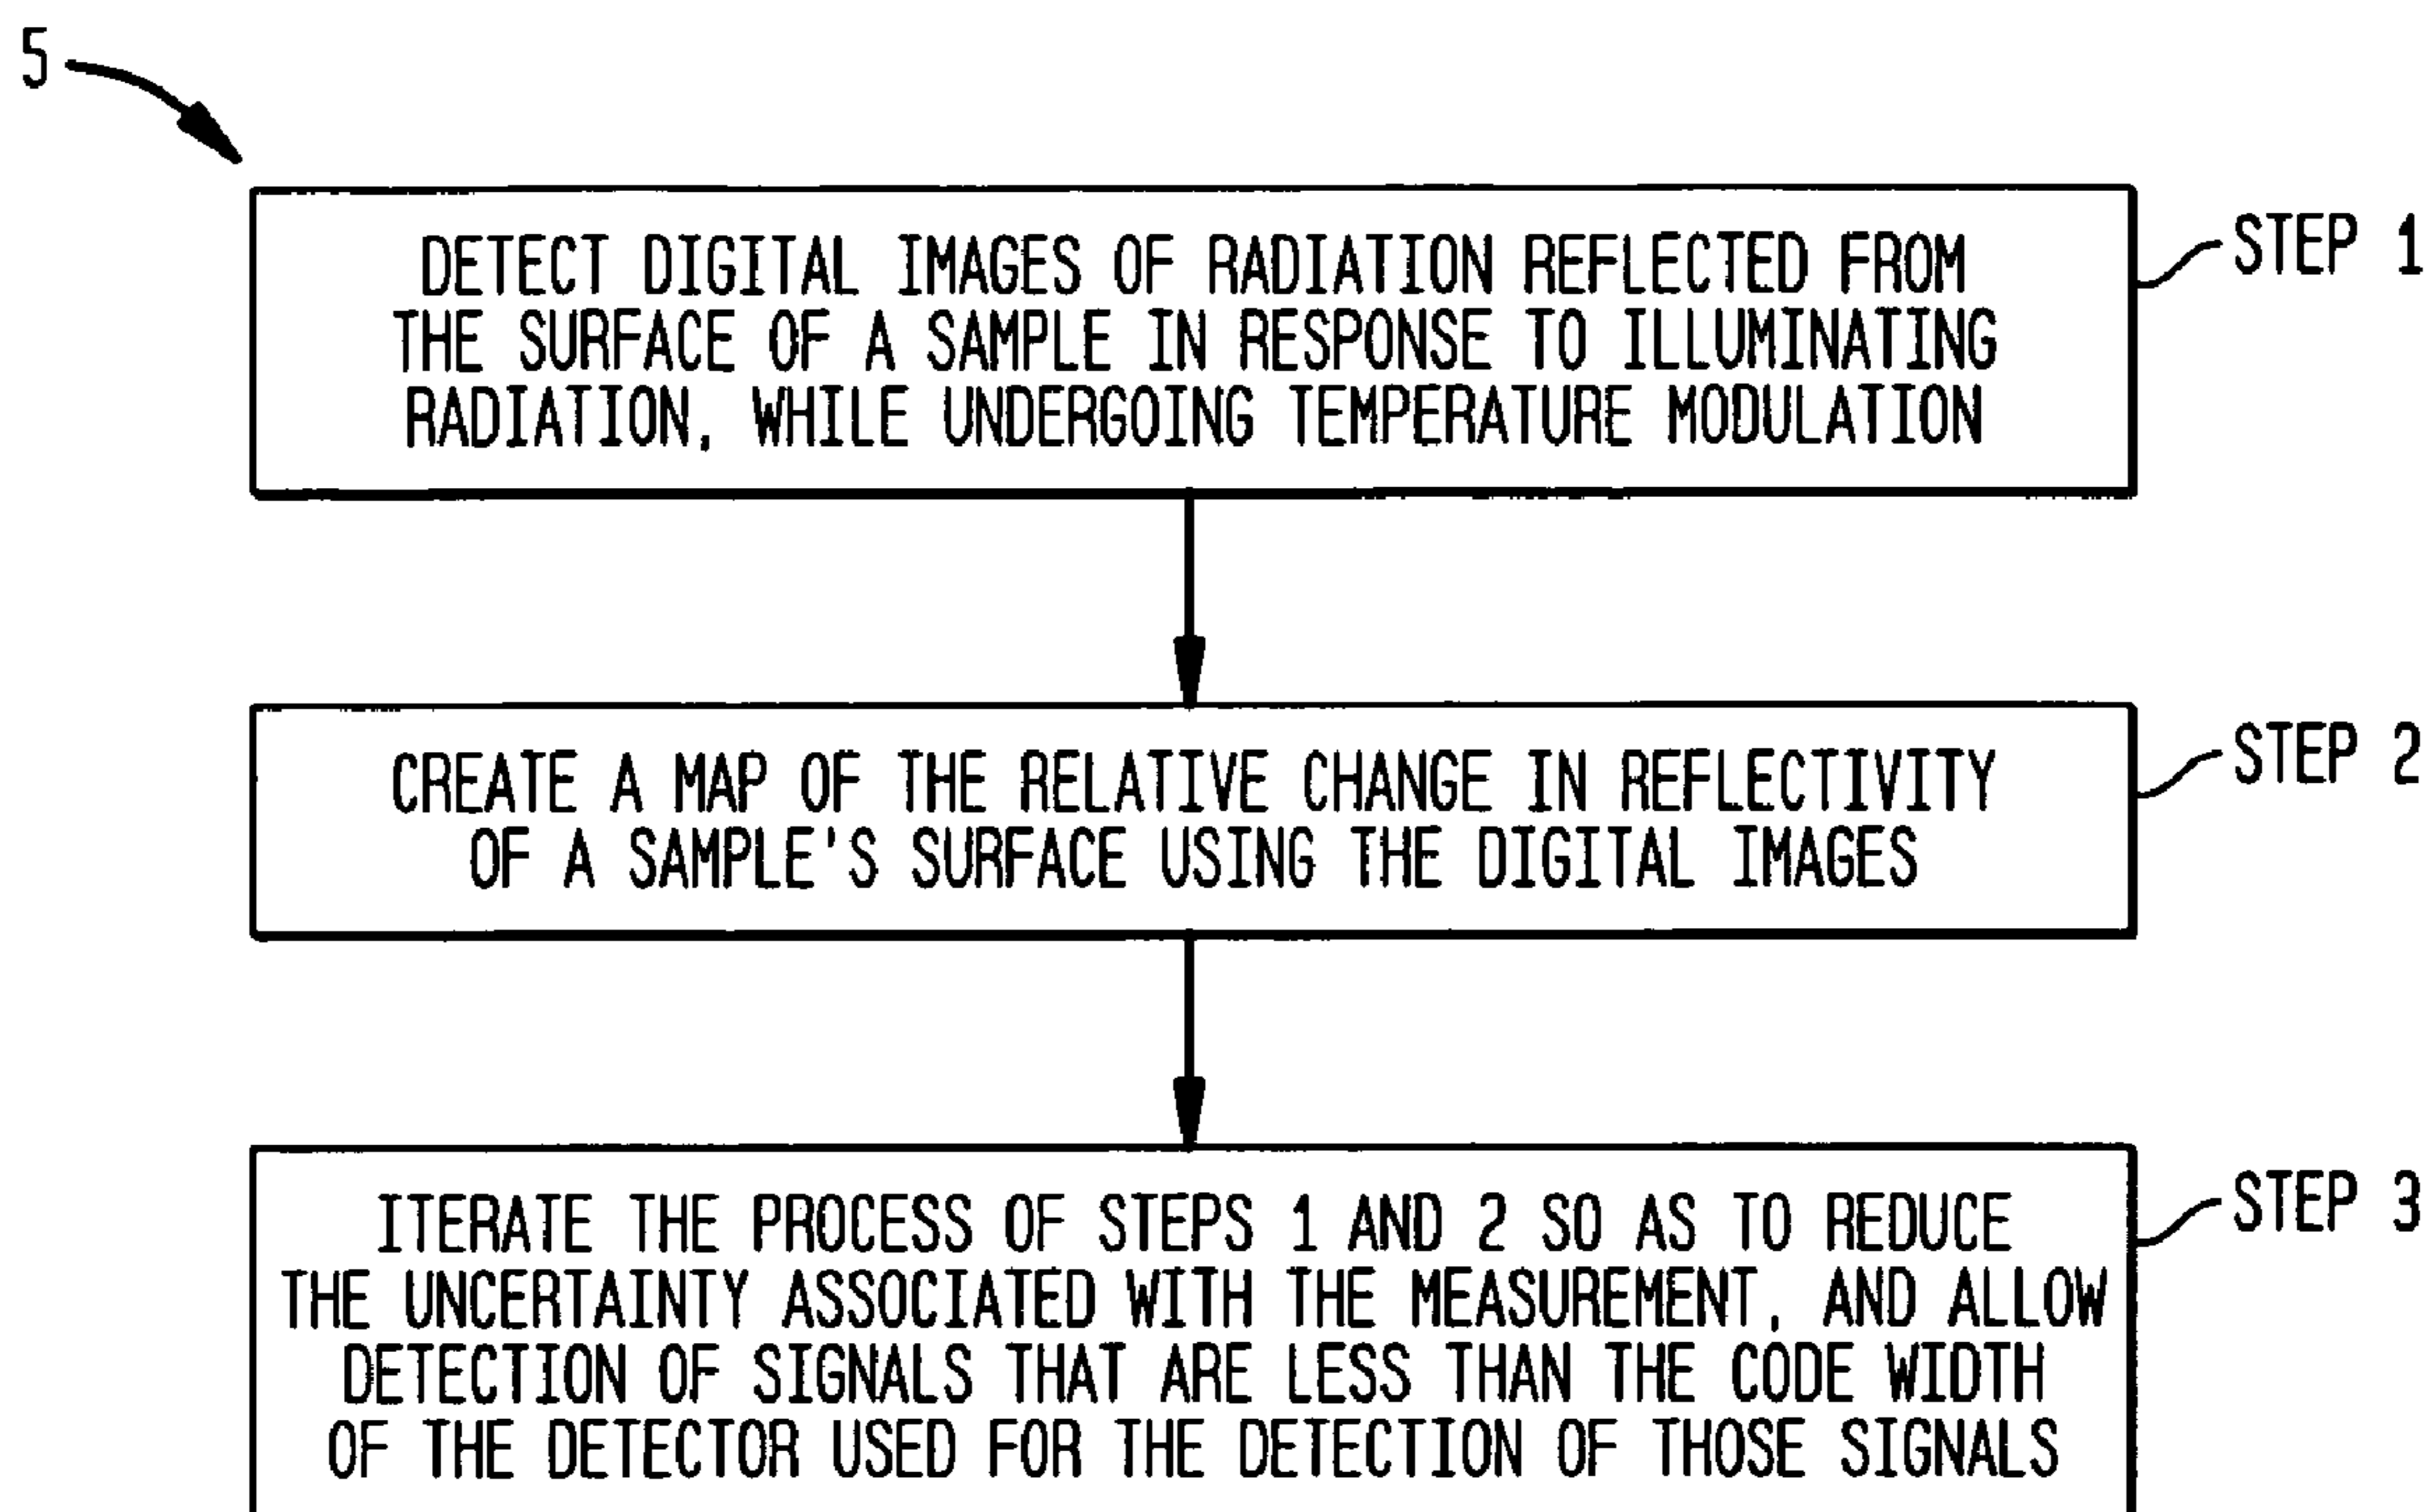 5
DETECT DIGITAL IMAGES OF RADIATION REFLECTED FROM
THE SURFACE OF A SAMPLE IN RESPONSE TO ILLUMINATING
RADIATION, WHILE UNDERGOING TEMPERATURE MODULATION
STEP 1
CREATE A MAP OF THE RELATIVE CHANGE IN REFLECTIVITY
OF A SAMPLE'S SURFACE USING THE DIGITAL IMAGES
STEP 2
ITERATE THE PROCESS OF STEPS 1 AND 2 SO AS TO REDUCE
THE UNCERTAINTY ASSOCIATED WITH THE MEASUREMENT, AND ALLOW
DETECTION OF SIGNALS THAT ARE LESS THAN THE CODE WIDTH
OF THE DETECTOR USED FOR THE DETECTION OF THOSE SIGNALS
STEP 3